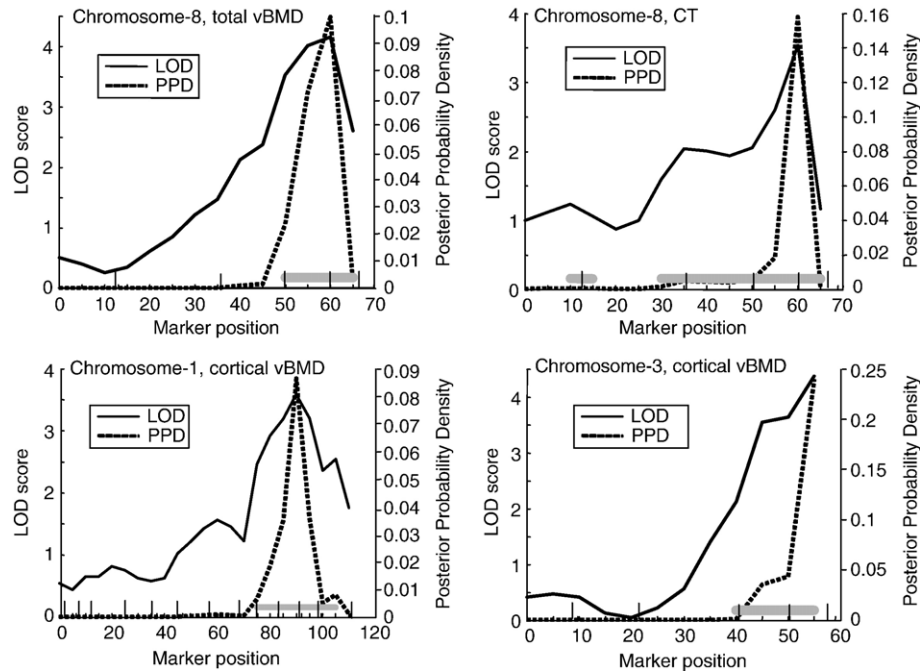 Chromosome-8, total vBMD
LOD
PPD
LOD score
4
3
2
1
0
0 10 20 30 40 50 60 70
Marker position
0.1
0.09
0.08
0.07
0.06
0.05
0.04
0.03
0.02
0.01
0
Posterior Probability Density
Chromosome-8, CT
LOD
PPD
LOD score
4
3
2
1
0
0 10 20 30 40 50 60 70
Marker position
0.16
0.14
0.12
0.10
0.08
0.06
0.04
0.02
0
Posterior Probability Density
Chromosome-1, cortical vBMD
LOD
PPD
LOD score
4
3
2
1
0
0 20 40 60 80 100 120
Marker position
0.09
0.08
0.07
0.06
0.05
0.04
0.03
0.02
0.01
0
Posterior Probability Density
Chromosome-3, cortical vBMD
LOD
PPD
LOD score
4
3
2
1
0
0 10 20 30 40 50 60
Marker position
0.25
0.20
0.15
0.10
0.05
0
Posterior Probability Density